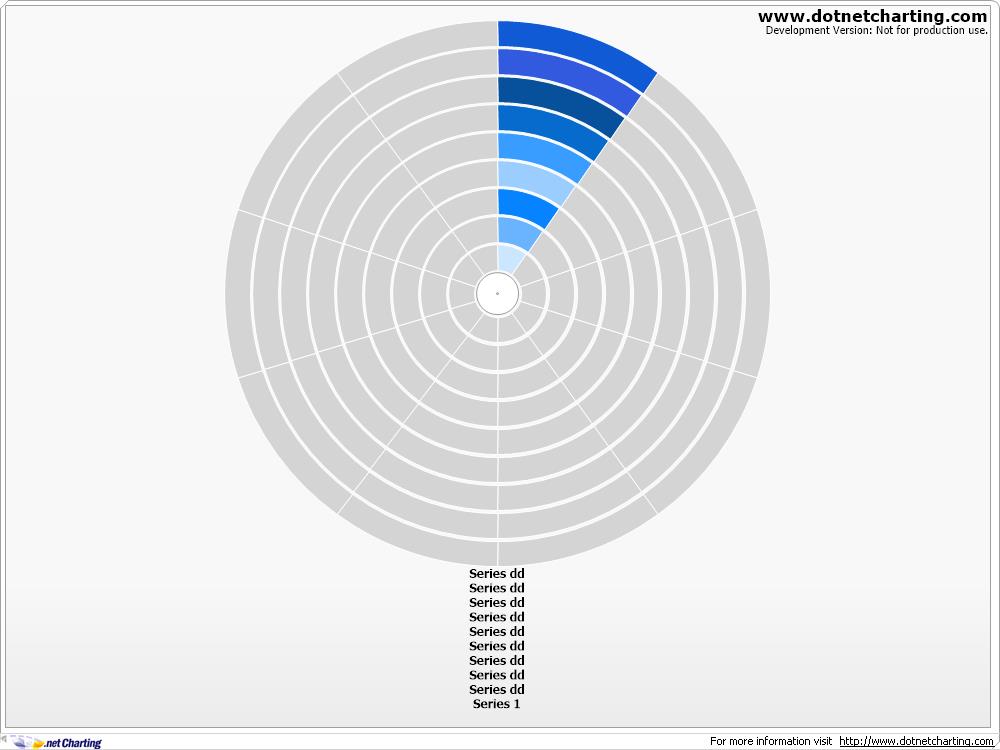 www.dotnetcharting.com
Development Version: Not for production use.
Series dd
Series dd
Series dd
Series dd
Series dd
Series dd
Series dd
Series dd
Series dd
Series 1
.net Charting
For more information visit http://www.dotnetcharting.com